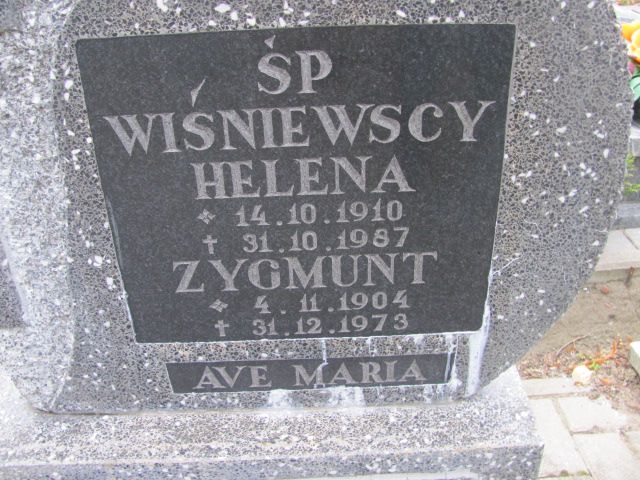 ŚP
WIŚNIEWSCY
HELENA
✧ 14.10.1910
✝ 31.10.1987
ZYGMUNT
✧ 4.11.1904
✝ 31.12.1973
AVE MARIA